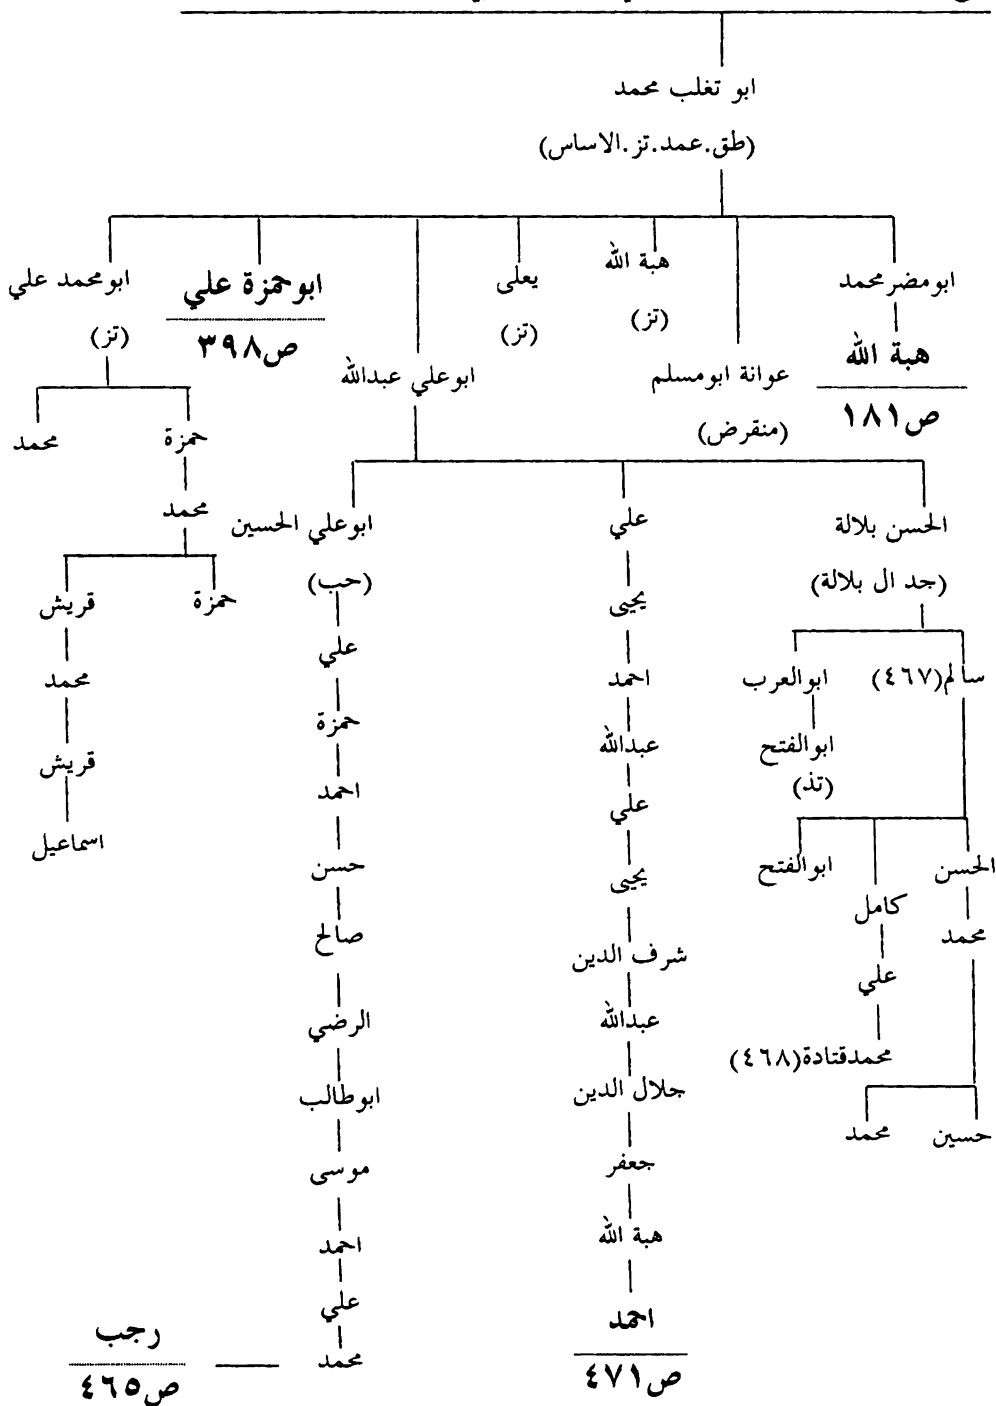 ابو تغلب محمد
(طق.عمد.تز.الاساس)
ابومضرمحمد
هبة الله
ص١٨١
عوانة ابومسلم
(منقرض)
هبة الله
(تز)
يعلى
(تز)
ابوعلي عبدالله
ابوحمزة علي
ص٣٩٨
ابومحمد علي
(تز)
حمزة
محمد
محمد
حمزة
قريش
محمد
قريش
اسماعيل
الحسن بلالة
(جد ال بلالة)
سالم(٤٦٧)
ابوالعرب
ابوالفتح
(تذ)
الحسن
كامل
ابوالفتح
محمد
علي
محمدقتادة(٤٦٨)
حسين
محمد
علي
يحيى
احمد
عبدالله
علي
يحيى
شرف الدين
عبدالله
جلال الدين
جعفر
هبة الله
احمد
ص٤٧١
ابوعلي الحسين
(حب)
علي
حمزة
احمد
حسن
صالح
الرضي
ابوطالب
موسى
احمد
علي
محمد
رجب
ص٤٦٥